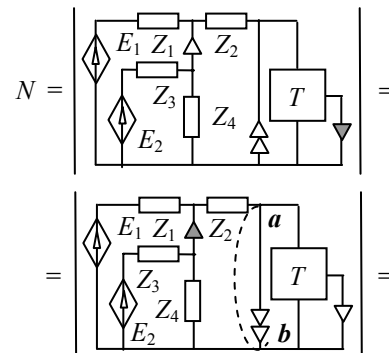 E1 Z1 Z2
N = Z3 T =
E2 Z4
E1 Z1 Z2 a
= Z3 T =
Z4
E2 b